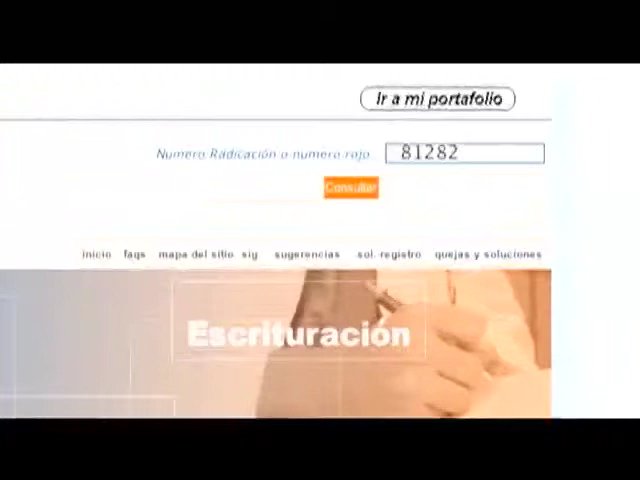 Ir a mi portafolio
Numero Radicación o numero rojo 81282
Consultar
inicio faqs mapa del sitio sig sugerencias sol. registro quejas y soluciones
Escrituración